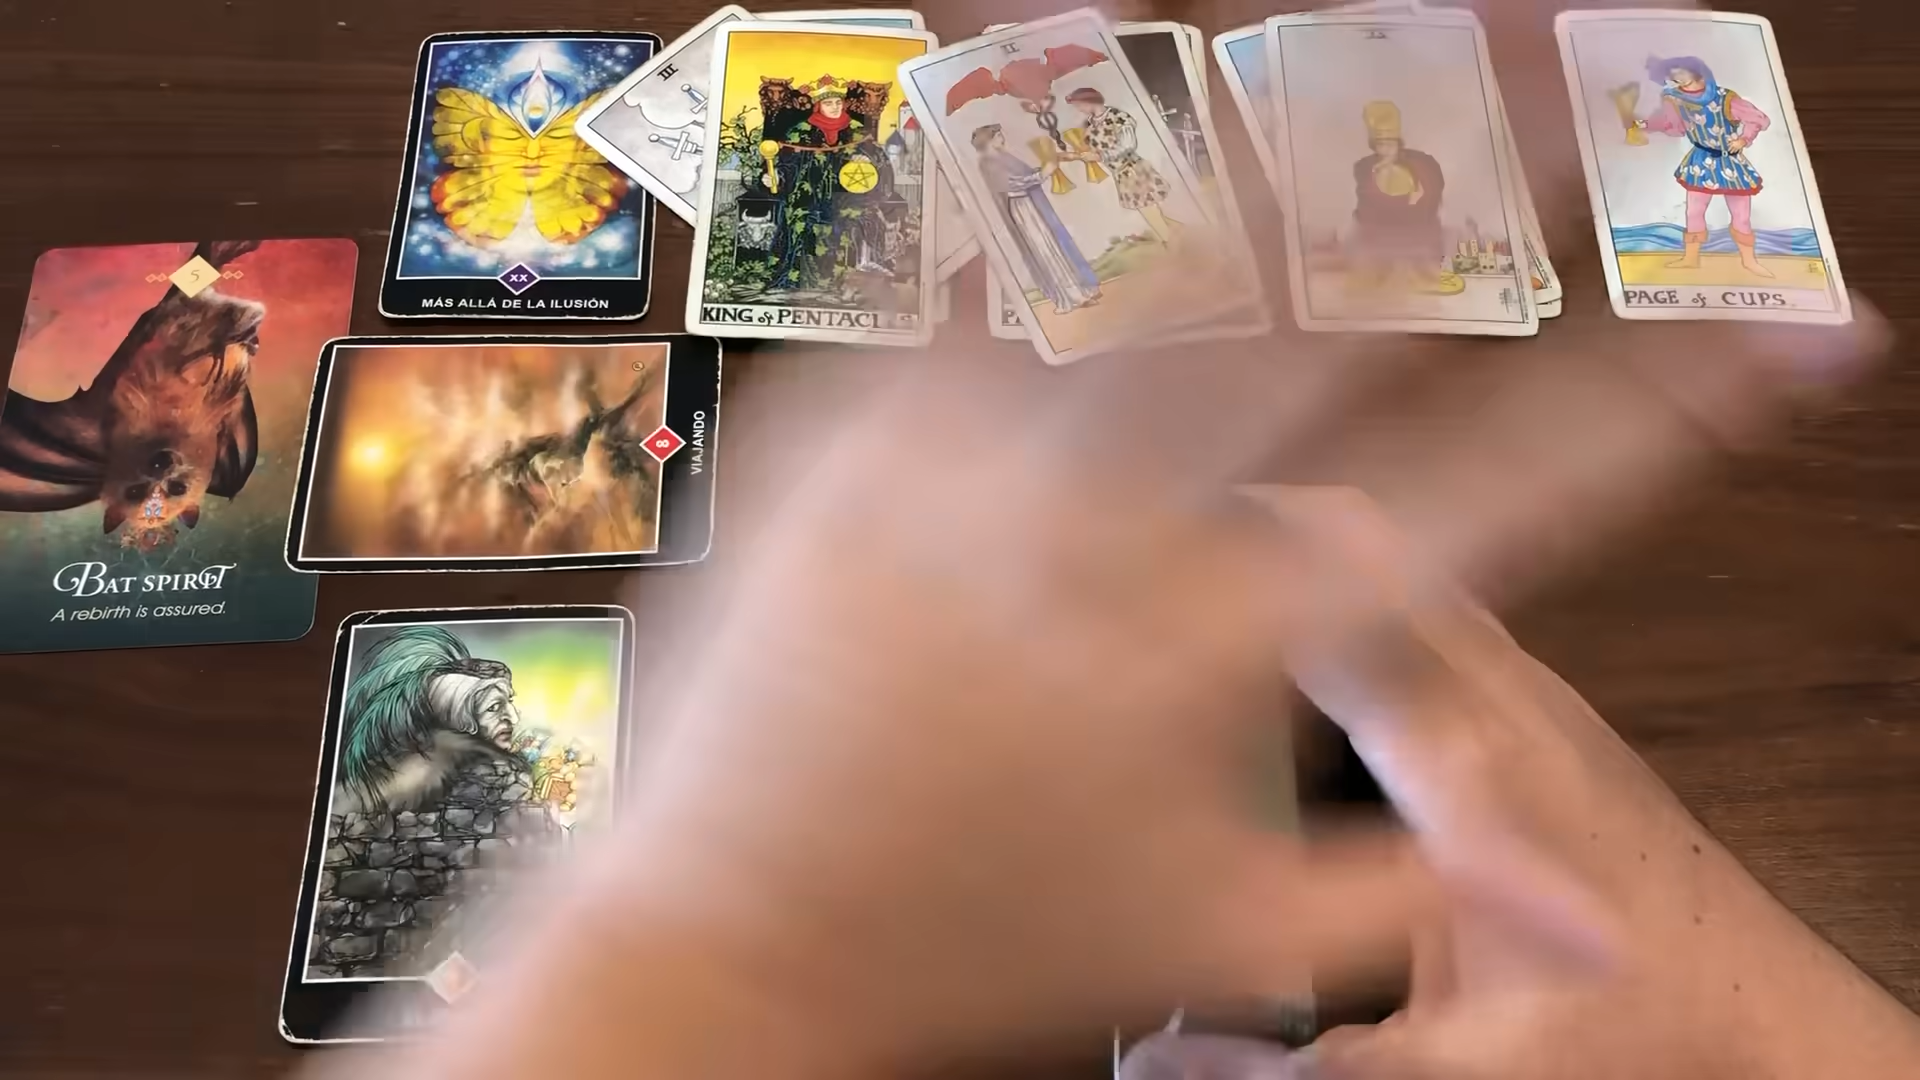 XX
MÁS ALLÁ DE LA ILUSIÓN
III
KING of PENTACL
II
PAGE of CUPS.
5
BAT SPIRIT
A rebirth is assured.
8
VIAJANDO